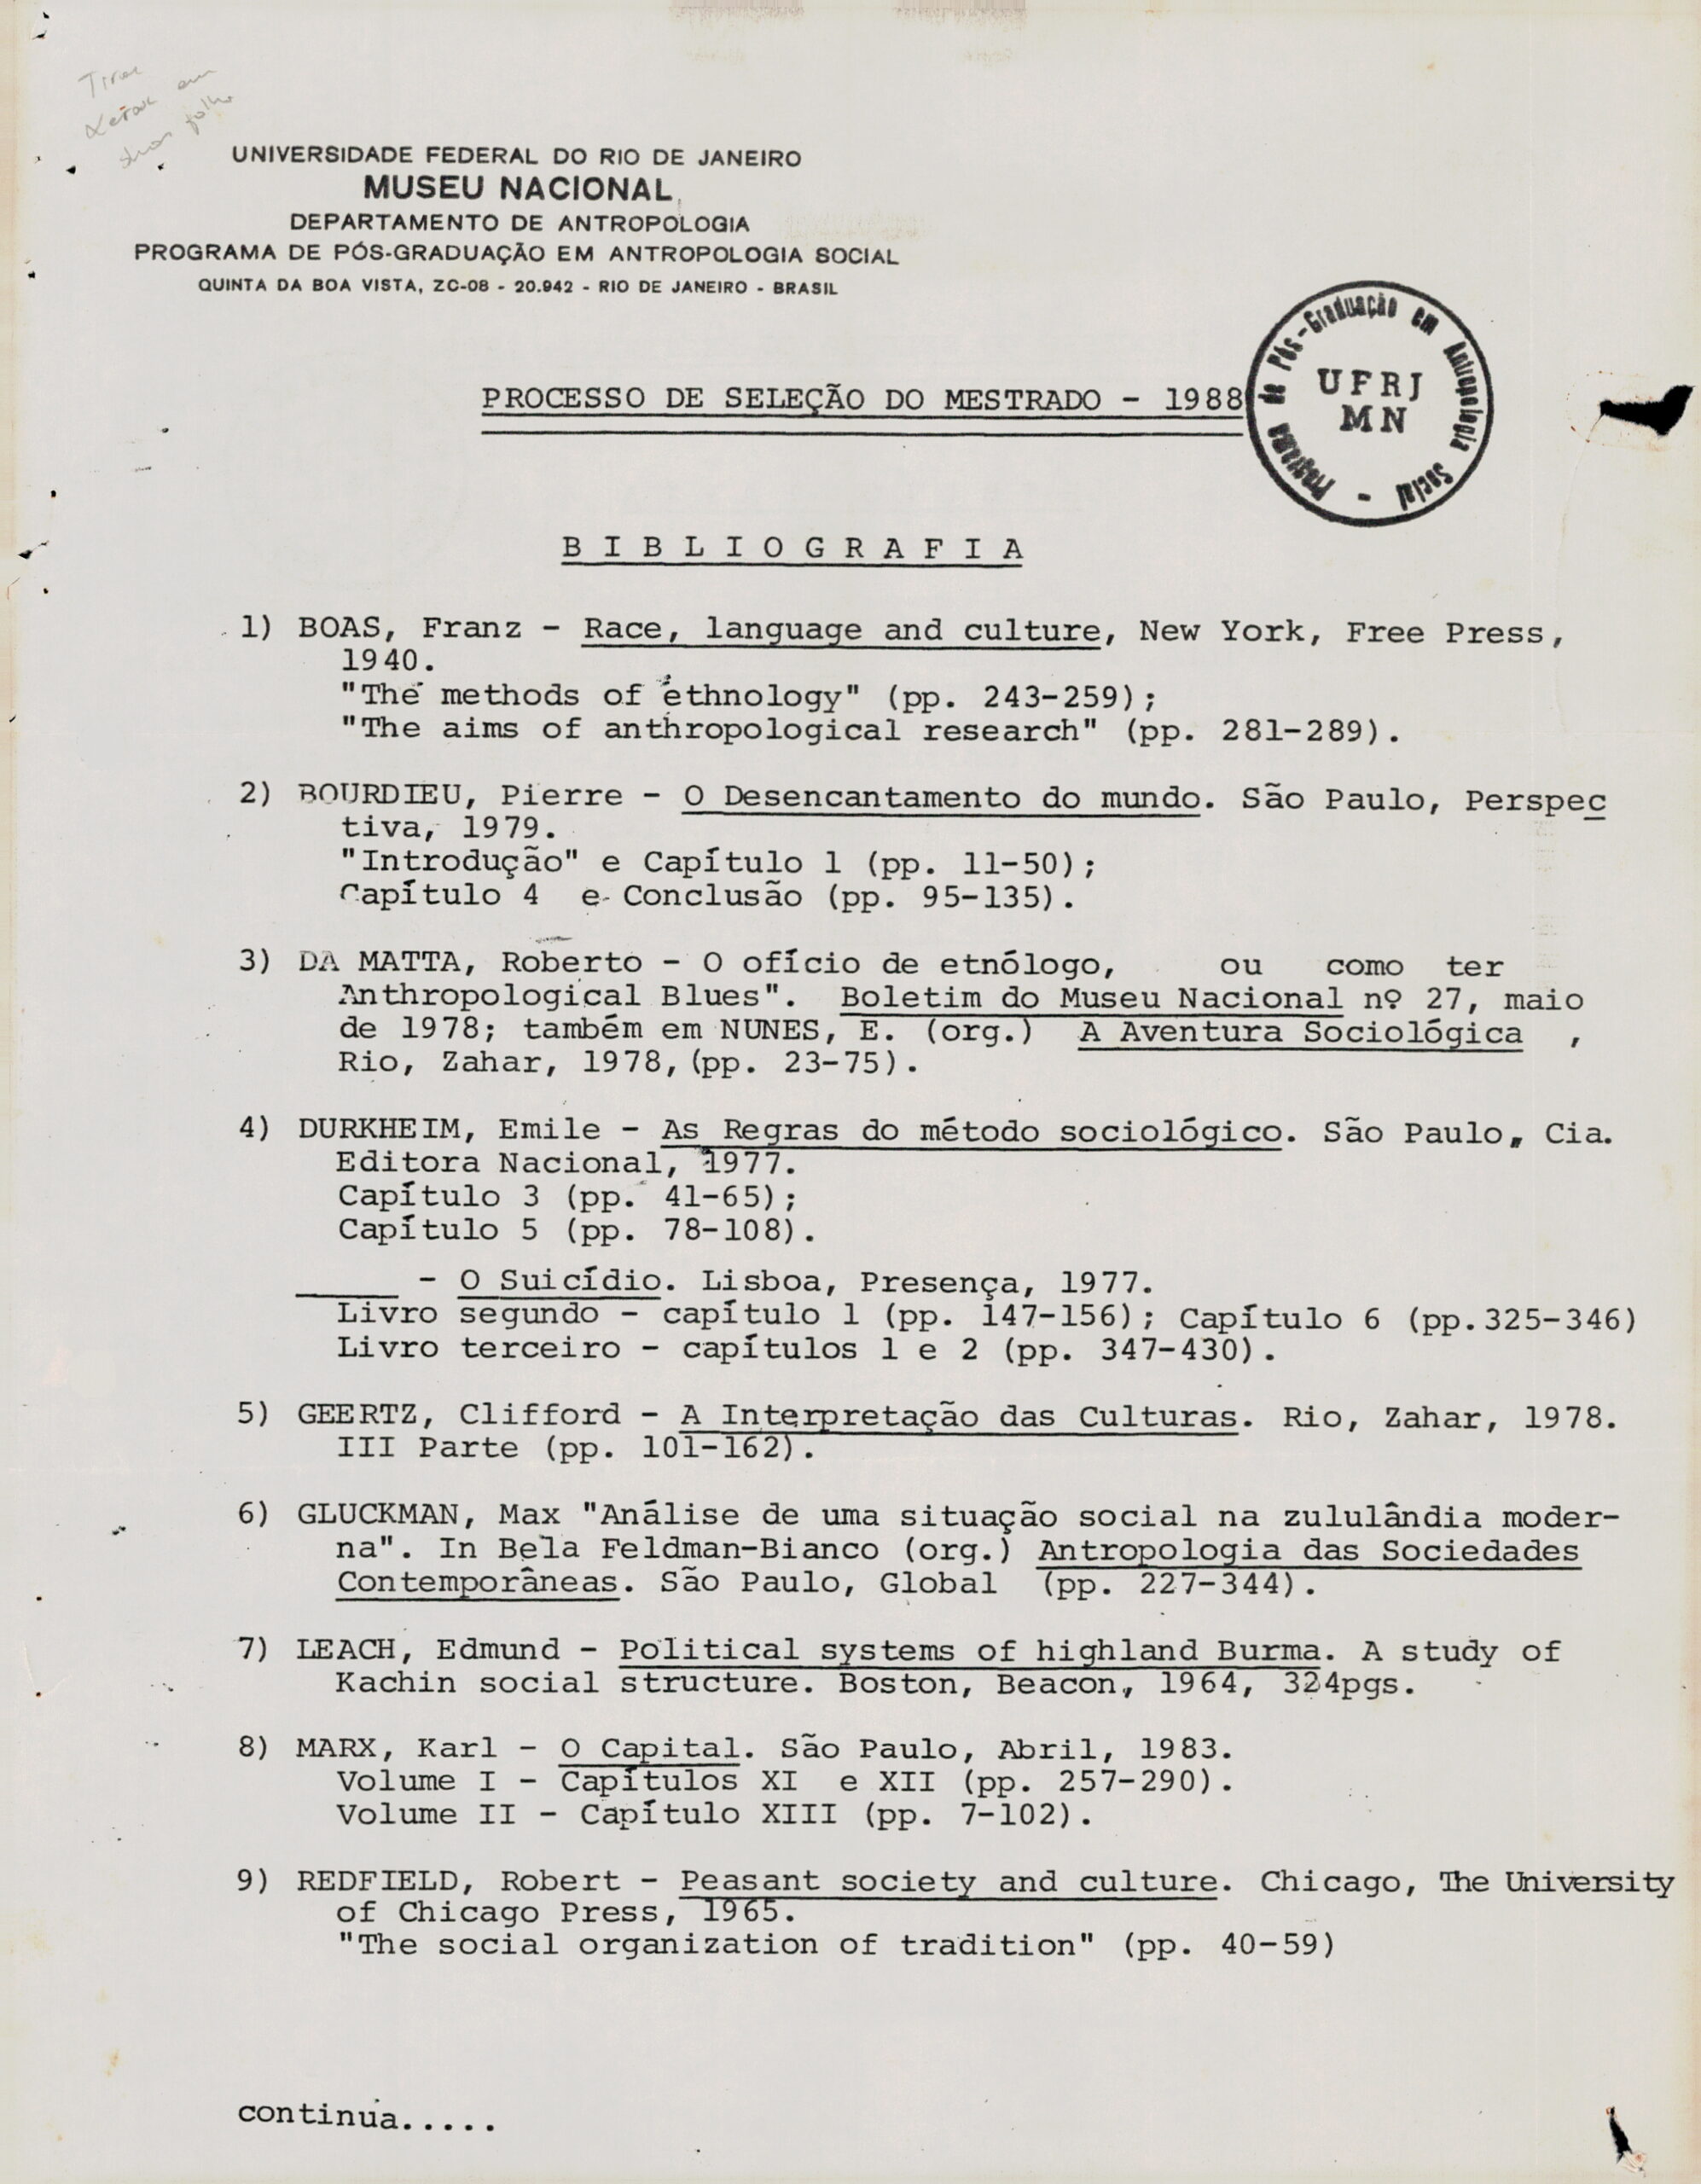 Tirar
xerox em
duas folhas
UNIVERSIDADE FEDERAL DO RIO DE JANEIRO
MUSEU NACIONAL
DEPARTAMENTO DE ANTROPOLOGIA
PROGRAMA DE PÓS-GRADUAÇÃO EM ANTROPOLOGIA SOCIAL
QUINTA DA BOA VISTA, ZC-08 - 20.942 - RIO DE JANEIRO - BRASIL
PROCESSO DE SELEÇÃO DO MESTRADO - 1988
Programa de Pós-Graduação em Antropologia Social -
UFRJ
MN
BIBLIOGRAFIA
1) BOAS, Franz - Race, language and culture, New York, Free Press,
1940.
"The methods of ethnology" (pp. 243-259);
"The aims of anthropological research" (pp. 281-289).
2) BOURDIEU, Pierre - O Desencantamento do mundo. São Paulo, Perspec
tiva, 1979.
"Introdução" e Capítulo 1 (pp. 11-50);
Capítulo 4 e Conclusão (pp. 95-135).
3) DA MATTA, Roberto - O ofício de etnólogo, ou como ter
Anthropological Blues". Boletim do Museu Nacional nº 27, maio
de 1978; também em NUNES, E. (org.) A Aventura Sociológica ,
Rio, Zahar, 1978, (pp. 23-75).
4) DURKHEIM, Emile - As Regras do método sociológico. São Paulo, Cia.
Editora Nacional, 1977.
Capítulo 3 (pp. 41-65);
Capítulo 5 (pp. 78-108).
_____ - O Suicídio. Lisboa, Presença, 1977.
Livro segundo - capítulo 1 (pp. 147-156); Capítulo 6 (pp.325-346)
Livro terceiro - capítulos 1 e 2 (pp. 347-430).
5) GEERTZ, Clifford - A Interpretação das Culturas. Rio, Zahar, 1978.
III Parte (pp. 101-162).
6) GLUCKMAN, Max "Análise de uma situação social na zululândia moder-
na". In Bela Feldman-Bianco (org.) Antropologia das Sociedades
Contemporâneas. São Paulo, Global (pp. 227-344).
7) LEACH, Edmund - Political systems of highland Burma. A study of
Kachin social structure. Boston, Beacon, 1964, 324pgs.
8) MARX, Karl - O Capital. São Paulo, Abril, 1983.
Volume I - Capítulos XI e XII (pp. 257-290).
Volume II - Capítulo XIII (pp. 7-102).
9) REDFIELD, Robert - Peasant society and culture. Chicago, The University
of Chicago Press, 1965.
"The social organization of tradition" (pp. 40-59)
continua.....